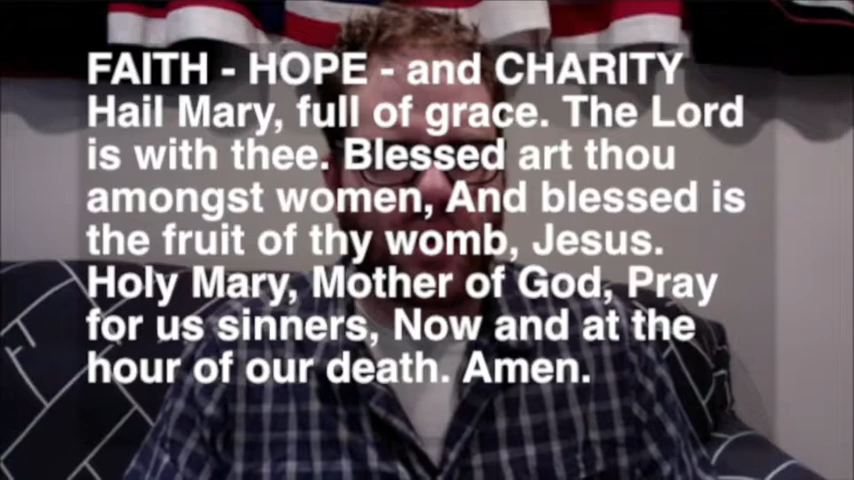 FAITH - HOPE - and CHARITY
Hail Mary, full of grace. The Lord
is with thee. Blessed art thou
amongst women, And blessed is
the fruit of thy womb, Jesus.
Holy Mary, Mother of God, Pray
for us sinners, Now and at the
hour of our death. Amen.